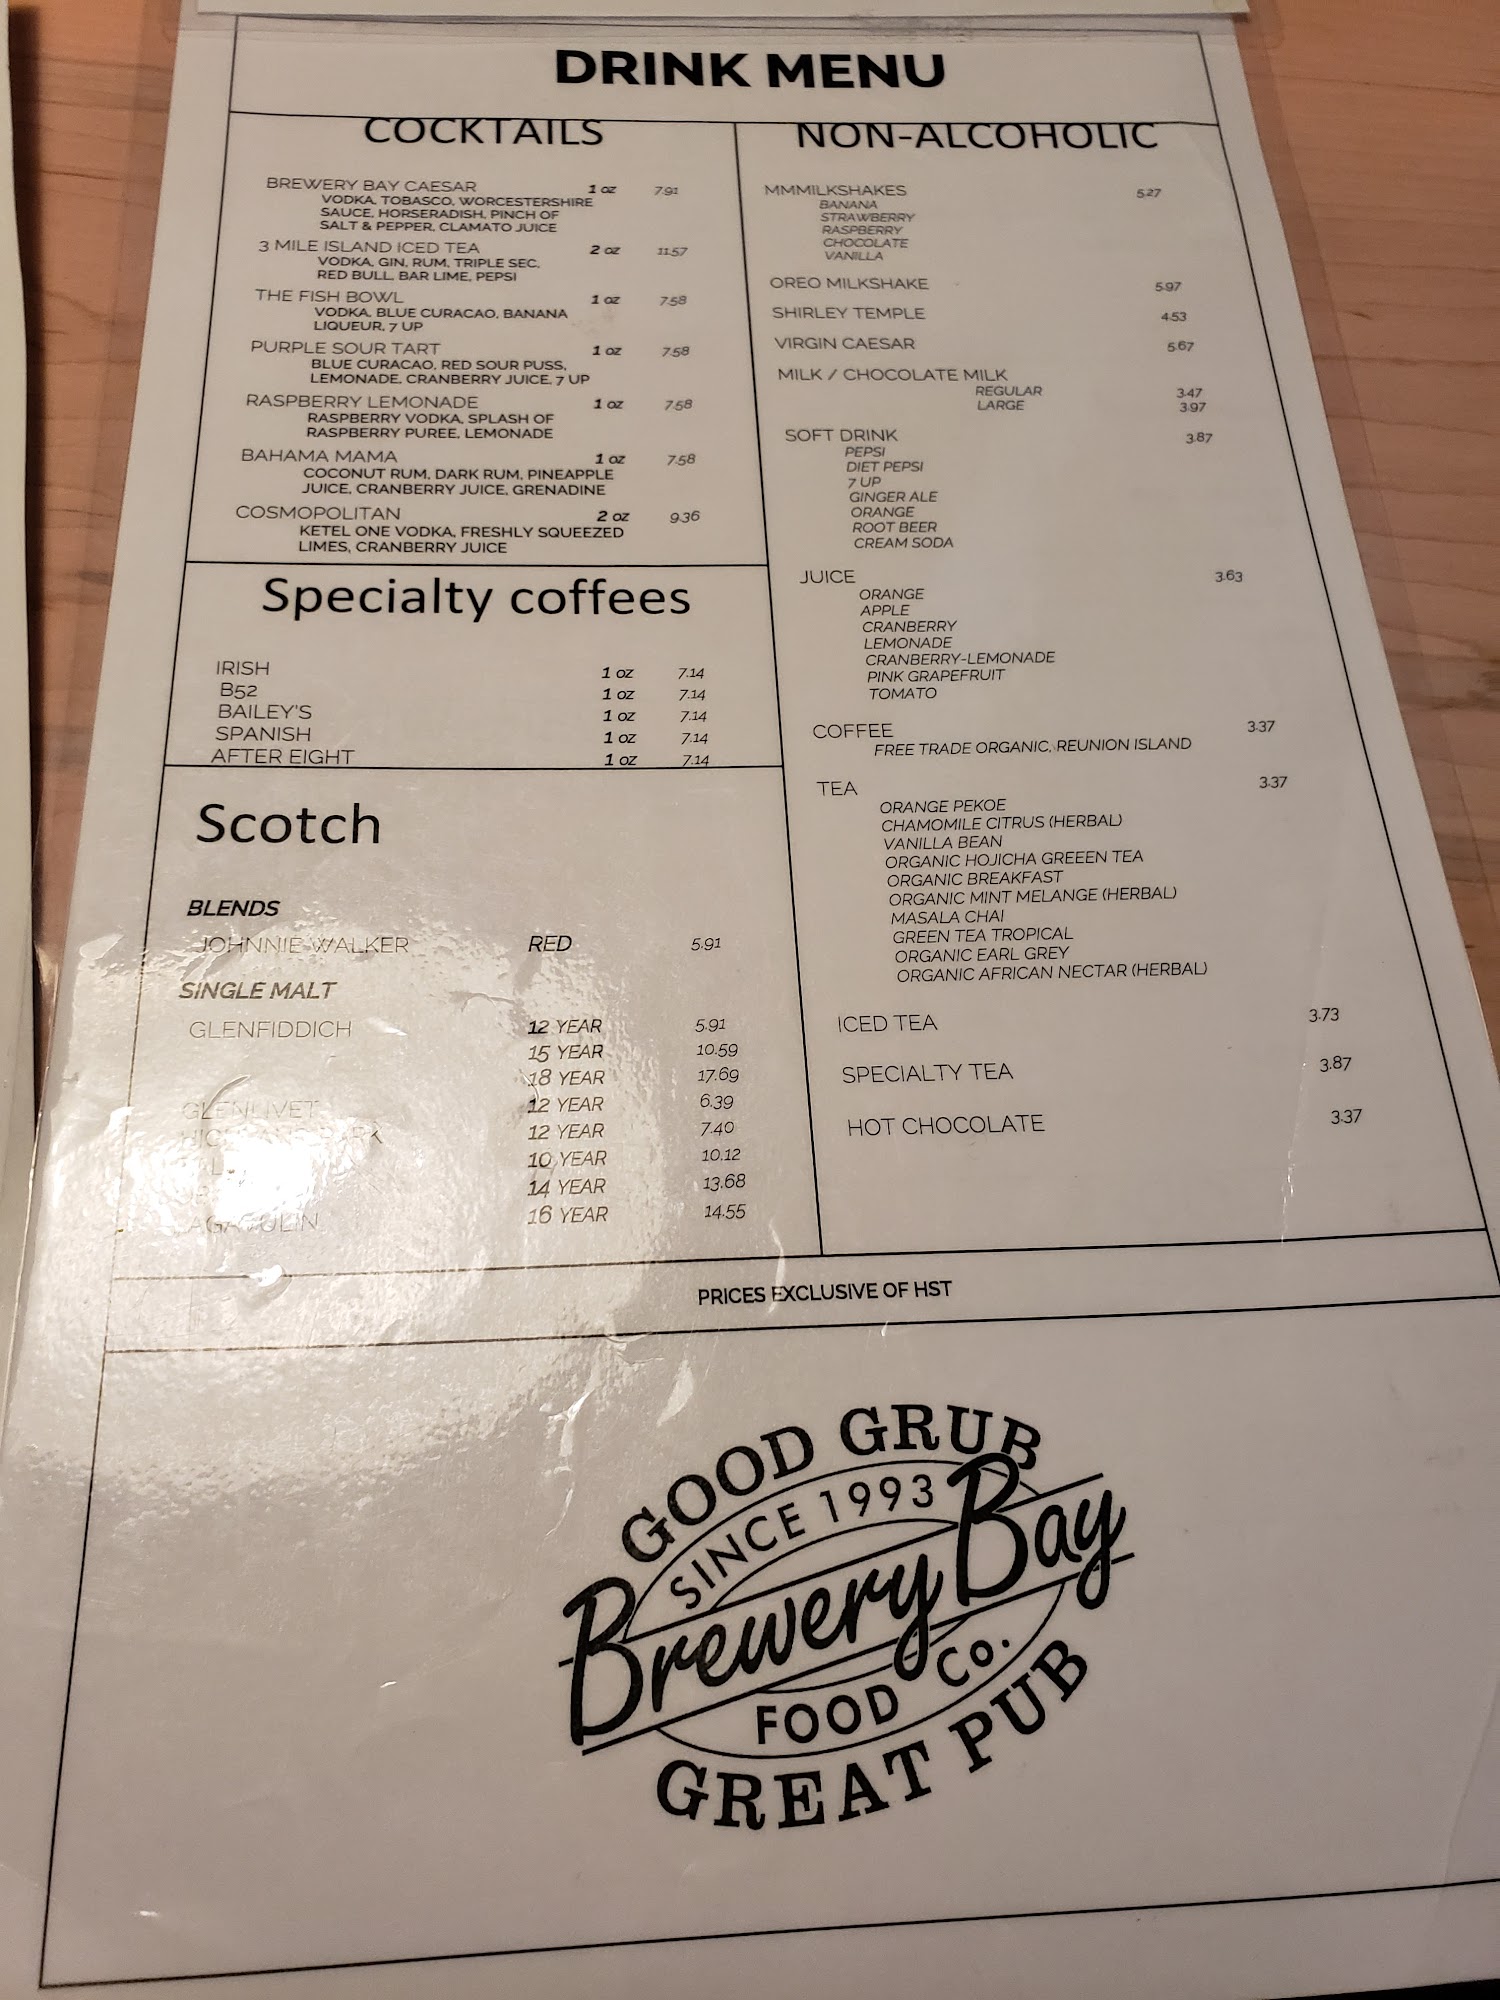 DRINK MENU
COCKTAILS
BREWERY BAY CAESAR 1 oz 7.91
VODKA, TOBASCO, WORCESTERSHIRE
SAUCE, HORSERADISH, PINCH OF
SALT & PEPPER, CLAMATO JUICE
3 MILE ISLAND ICED TEA 2 oz 11.57
VODKA, GIN, RUM, TRIPLE SEC,
RED BULL, BAR LIME, PEPSI
THE FISH BOWL 1 oz 7.58
VODKA, BLUE CURACAO, BANANA
LIQUEUR, 7 UP
PURPLE SOUR TART 1 oz 7.58
BLUE CURACAO, RED SOUR PUSS,
LEMONADE, CRANBERRY JUICE, 7 UP
RASPBERRY LEMONADE 1 oz 7.58
RASPBERRY VODKA, SPLASH OF
RASPBERRY PUREE, LEMONADE
BAHAMA MAMA 1 oz 7.58
COCONUT RUM, DARK RUM, PINEAPPLE
JUICE, CRANBERRY JUICE, GRENADINE
COSMOPOLITAN 2 oz 9.36
KETEL ONE VODKA, FRESHLY SQUEEZED
LIMES, CRANBERRY JUICE
Specialty coffees
IRISH 1 oz 7.14
B52 1 oz 7.14
BAILEY'S 1 oz 7.14
SPANISH 1 oz 7.14
AFTER EIGHT 1 oz 7.14
Scotch
BLENDS
JOHNNIE WALKER RED 5.91
SINGLE MALT
GLENFIDDICH 12 YEAR 5.91
15 YEAR 10.59
18 YEAR 17.69
GLENLIVET 12 YEAR 6.39
HIGHLAND PARK 12 YEAR 7.40
10 YEAR 10.12
14 YEAR 13.68
LAGAVULIN 16 YEAR 14.55
NON-ALCOHOLIC
MMMILKSHAKES 5.27
BANANA
STRAWBERRY
RASPBERRY
CHOCOLATE
VANILLA
OREO MILKSHAKE 5.97
SHIRLEY TEMPLE 4.53
VIRGIN CAESAR 5.67
MILK / CHOCOLATE MILK
REGULAR 3.47
LARGE 3.97
SOFT DRINK 3.87
PEPSI
DIET PEPSI
7 UP
GINGER ALE
ORANGE
ROOT BEER
CREAM SODA
JUICE 3.63
ORANGE
APPLE
CRANBERRY
LEMONADE
CRANBERRY-LEMONADE
PINK GRAPEFRUIT
TOMATO
COFFEE 3.37
FREE TRADE ORGANIC, REUNION ISLAND
TEA 3.37
ORANGE PEKOE
CHAMOMILE CITRUS (HERBAL)
VANILLA BEAN
ORGANIC HOJICHA GREEEN TEA
ORGANIC BREAKFAST
ORGANIC MINT MELANGE (HERBAL)
MASALA CHAI
GREEN TEA TROPICAL
ORGANIC EARL GREY
ORGANIC AFRICAN NECTAR (HERBAL)
ICED TEA 3.73
SPECIALTY TEA 3.87
HOT CHOCOLATE 3.37
PRICES EXCLUSIVE OF HST
GOOD GRUB
SINCE 1993
Brewery Bay
FOOD Co.
GREAT PUB